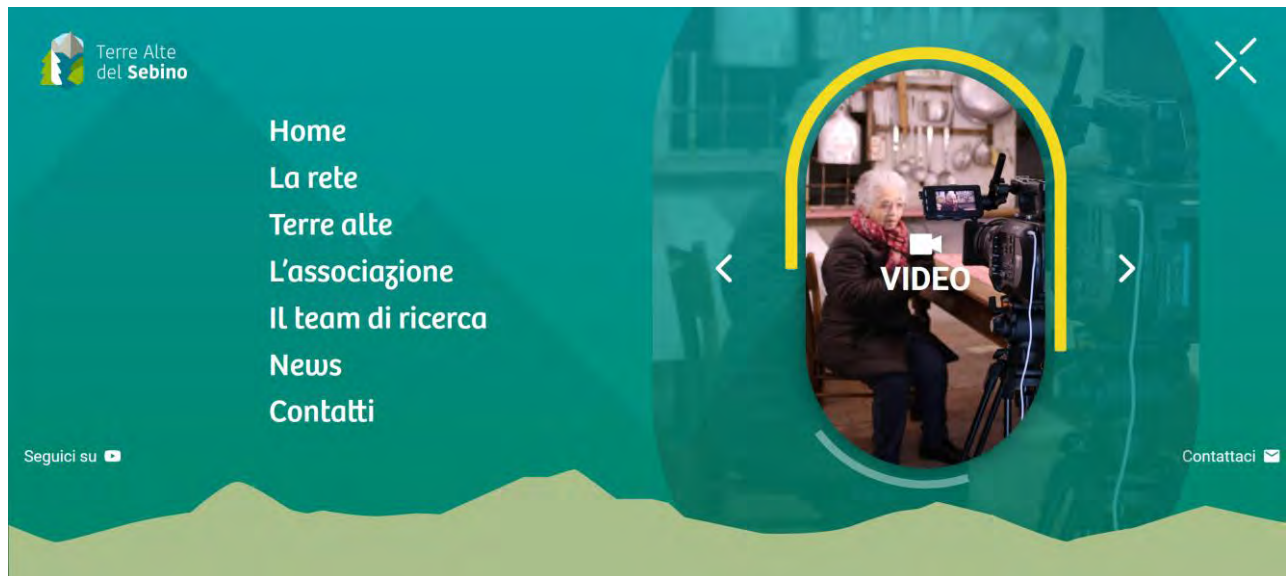 Terre Alte
del Sebino
Home
La rete
Terre alte
L'associazione
Il team di ricerca
News
Contatti
VIDEO
Seguici su
Contattaci